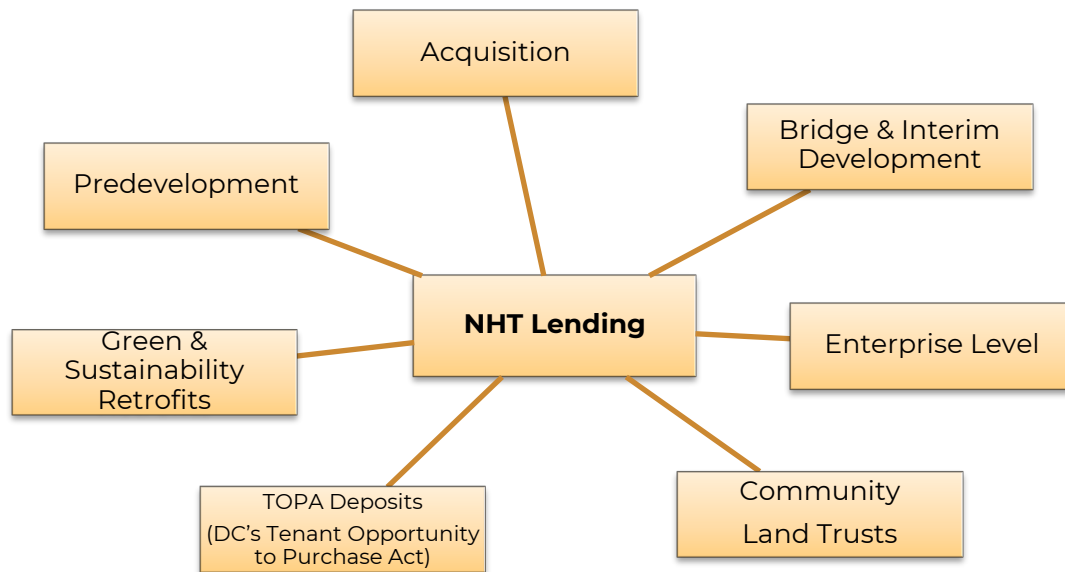 Acquisition
Bridge & Interim
Development
Predevelopment
NHT Lending
Enterprise Level
Green &
Sustainability
Retrofits
Community
Land Trusts
TOPA Deposits
(DC’s Tenant Opportunity
to Purchase Act)